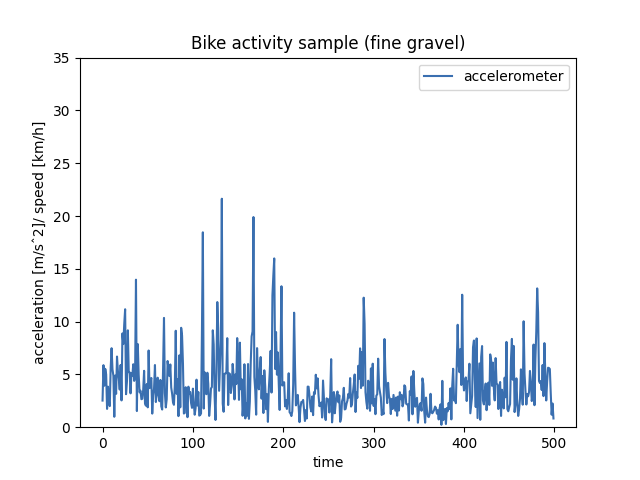 Bike activity sample (fine gravel)
accelerometer
acceleration [m/s^2]/ speed [km/h]
35
30
25
20
15
10
5
0
0 100 200 300 400 500
time